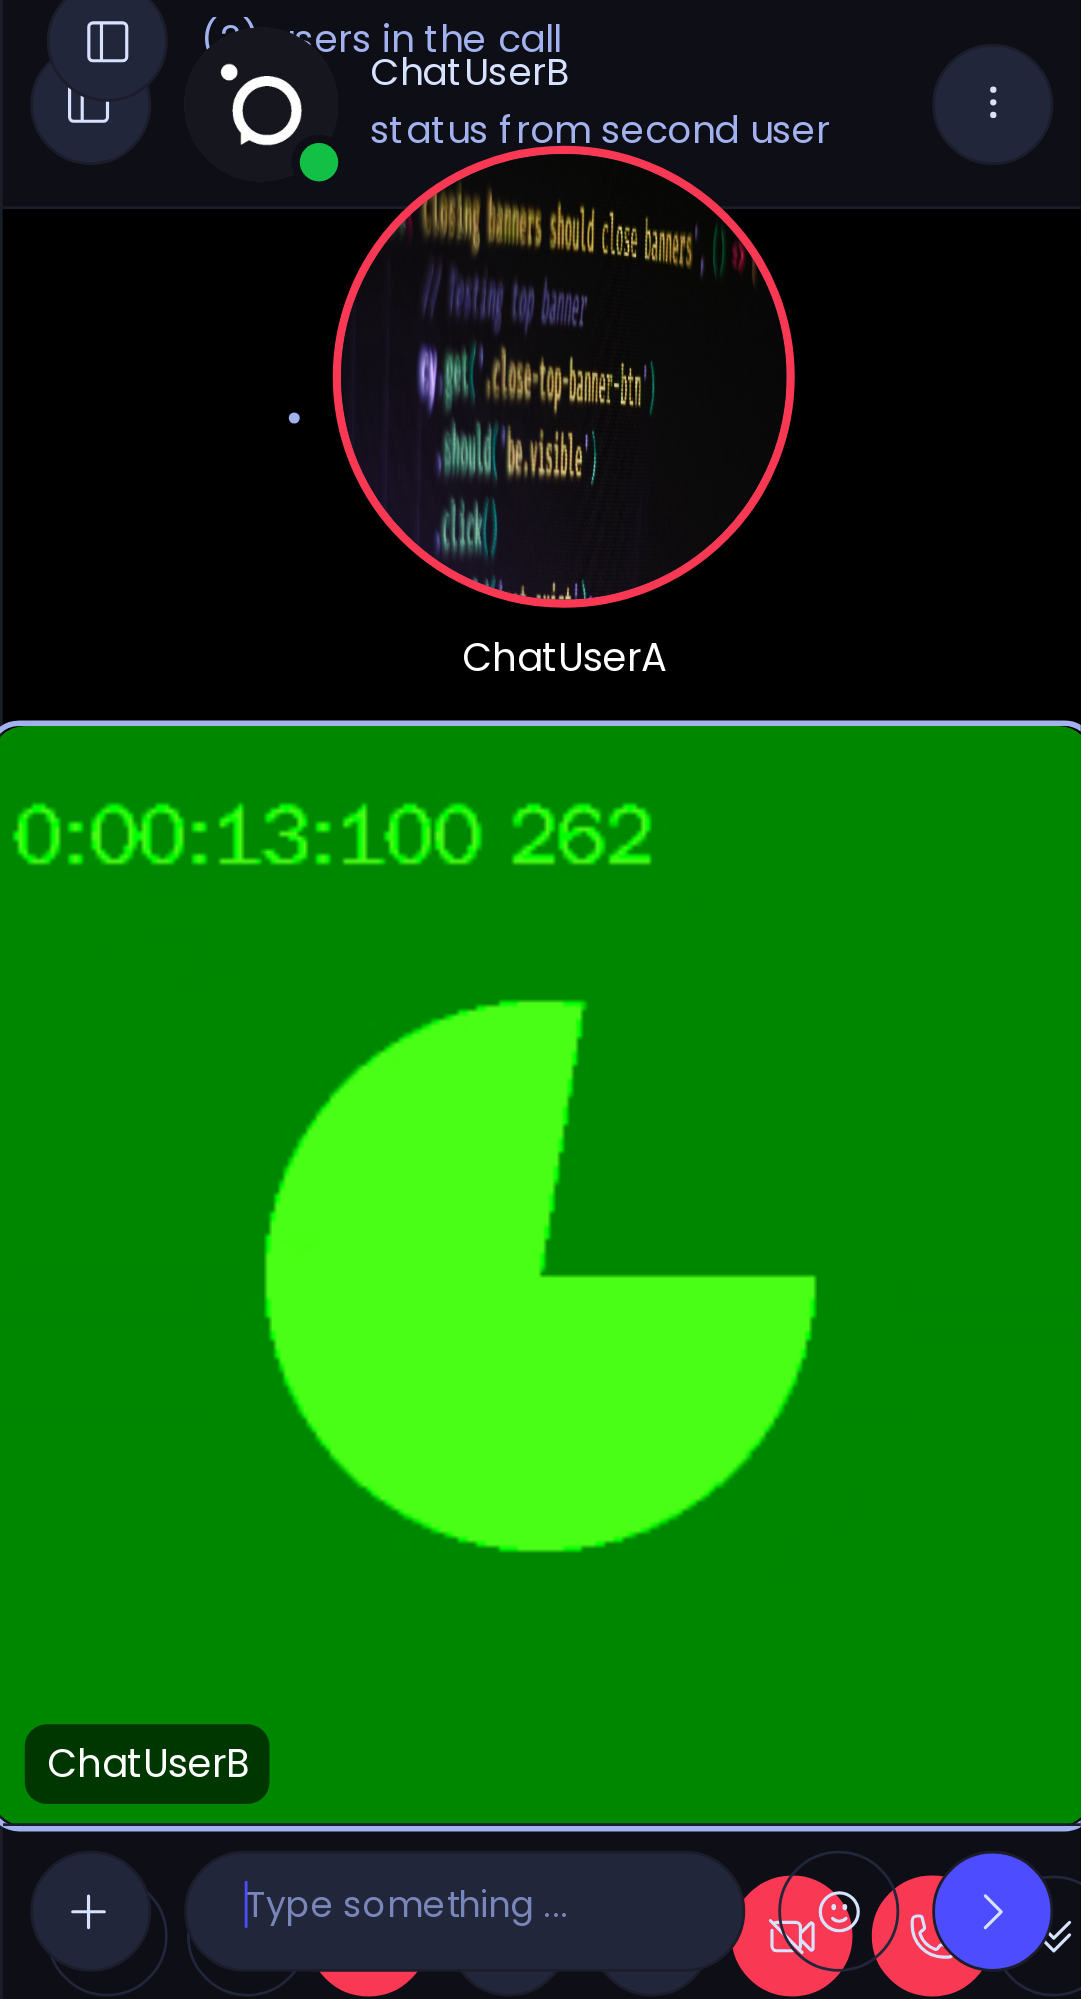 users in the call
ChatUserB
status from second user
Closing banners should close banners', ()
// Testing top banner
cy.get('.close-top-banner-btn')
.should('be.visible')
.click()
ChatUserA
0:00:13:100 262
ChatUserB
Type something ...